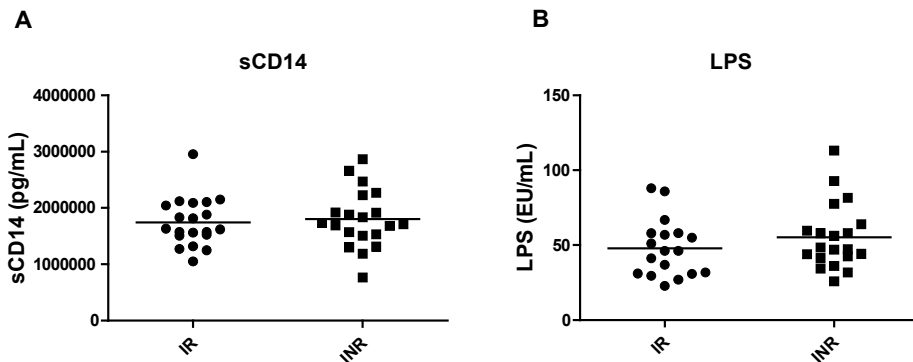 A
sCD14
sCD14 (pg/mL)
4000000
3000000
2000000
1000000
0
IR
INR
B
LPS
LPS (EU/mL)
150
100
50
0
IR
INR